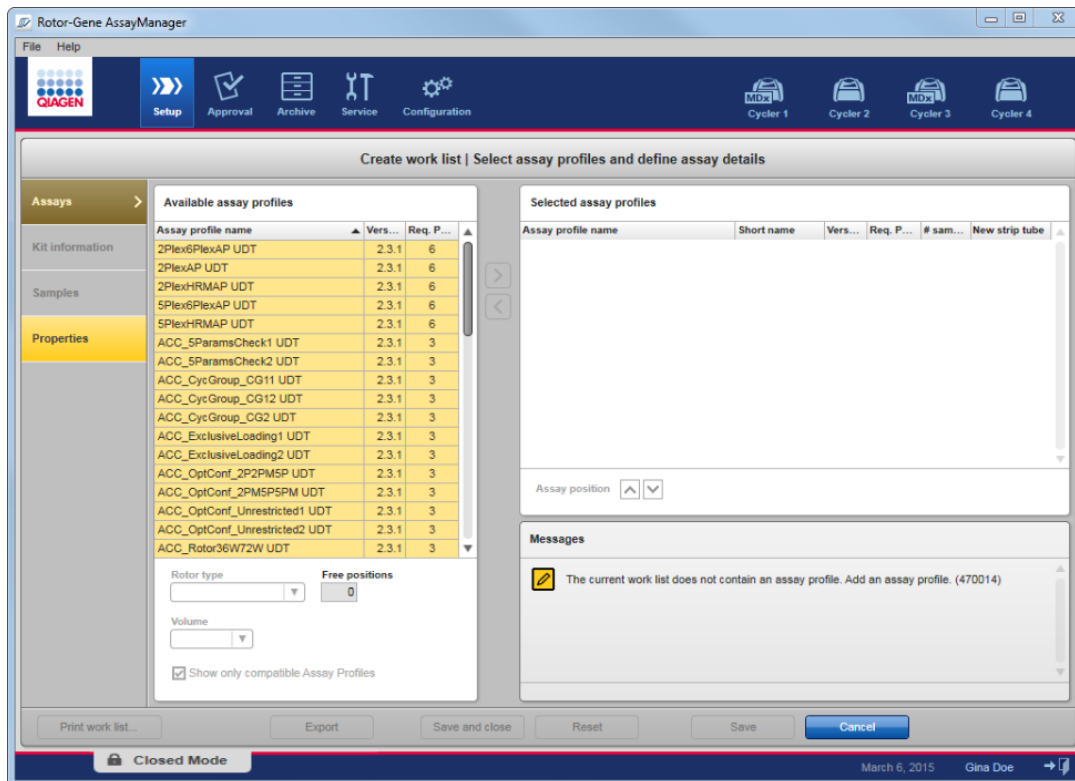 Rotor-Gene AssayManager
File Help
QIAGEN
Setup Approval Archive Service Configuration MDx Cycler 1 Cycler 2 MDx Cycler 3 Cycler 4
Create work list | Select assay profiles and define assay details
Assays
Kit information
Samples
Properties
Available assay profiles
Assay profile name Vers... Req. P...
2Plex6PlexAP UDT 2.3.1 6
2PlexAP UDT 2.3.1 6
2PlexHRMAP UDT 2.3.1 6
5Plex6PlexAP UDT 2.3.1 6
5PlexHRMAP UDT 2.3.1 6
ACC_5ParamsCheck1 UDT 2.3.1 3
ACC_5ParamsCheck2 UDT 2.3.1 3
ACC_CycGroup_CG11 UDT 2.3.1 3
ACC_CycGroup_CG12 UDT 2.3.1 3
ACC_CycGroup_CG2 UDT 2.3.1 3
ACC_ExclusiveLoading1 UDT 2.3.1 3
ACC_ExclusiveLoading2 UDT 2.3.1 3
ACC_OptConf_2P2PM5P UDT 2.3.1 3
ACC_OptConf_2PM5P5PM UDT 2.3.1 3
ACC_OptConf_Unrestricted1 UDT 2.3.1 3
ACC_OptConf_Unrestricted2 UDT 2.3.1 3
ACC_Rotor36W72W UDT 2.3.1 3
Rotor type Free positions
0
Volume
Show only compatible Assay Profiles
Selected assay profiles
Assay profile name Short name Vers... Req. P... # sam... New strip tube
Assay position
Messages
The current work list does not contain an assay profile. Add an assay profile. (470014)
Print work list... Export Save and close Reset Save Cancel
Closed Mode March 6, 2015 Gina Doe